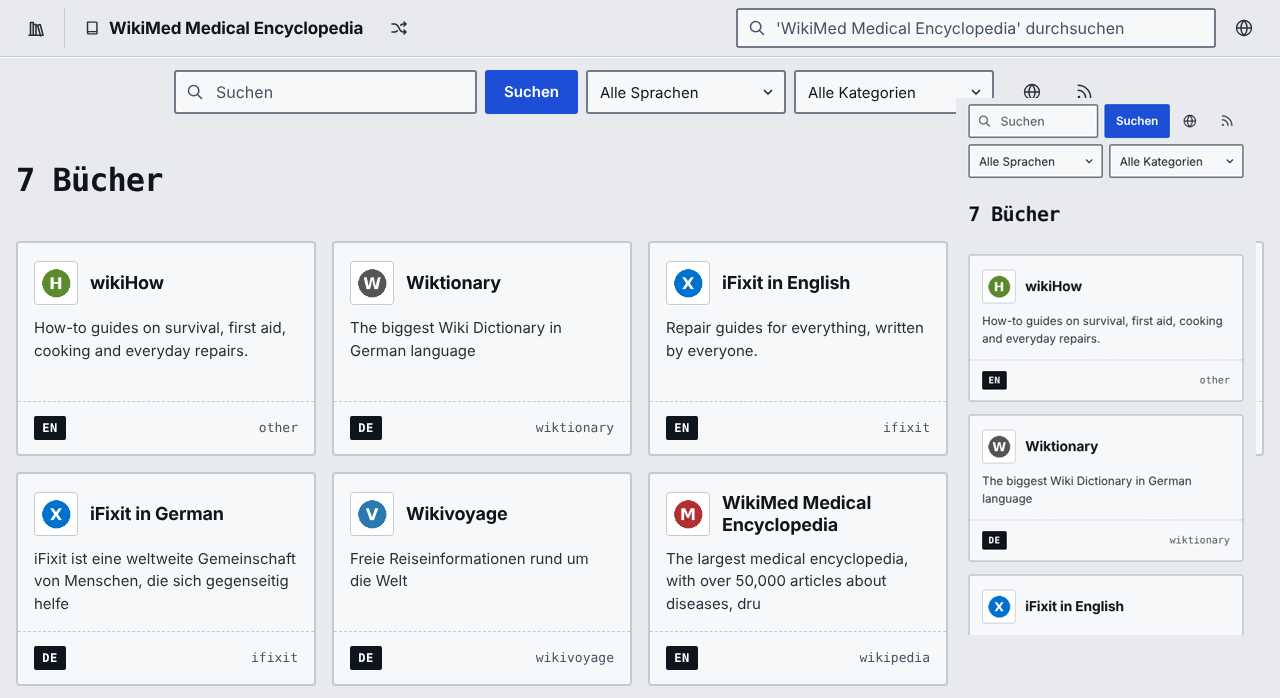 WikiMed Medical Encyclopedia
'WikiMed Medical Encyclopedia' durchsuchen
Suchen
Suchen
Alle Sprachen
Alle Kategorien
7 Bücher
H
wikiHow
How-to guides on survival, first aid,
cooking and everyday repairs.
EN
other
W
Wiktionary
The biggest Wiki Dictionary in
German language
DE
wiktionary
X
iFixit in English
Repair guides for everything, written
by everyone.
EN
ifixit
X
iFixit in German
iFixit ist eine weltweite Gemeinschaft
von Menschen, die sich gegenseitig
helfe
DE
ifixit
V
Wikivoyage
Freie Reiseinformationen rund um
die Welt
DE
wikivoyage
M
WikiMed Medical
Encyclopedia
The largest medical encyclopedia,
with over 50,000 articles about
diseases, dru
EN
wikipedia
Suchen
Suchen
Alle Sprachen
Alle Kategorien
7 Bücher
H
wikiHow
How-to guides on survival, first aid, cooking
and everyday repairs.
EN
other
W
Wiktionary
The biggest Wiki Dictionary in German
language
DE
wiktionary
X
iFixit in English